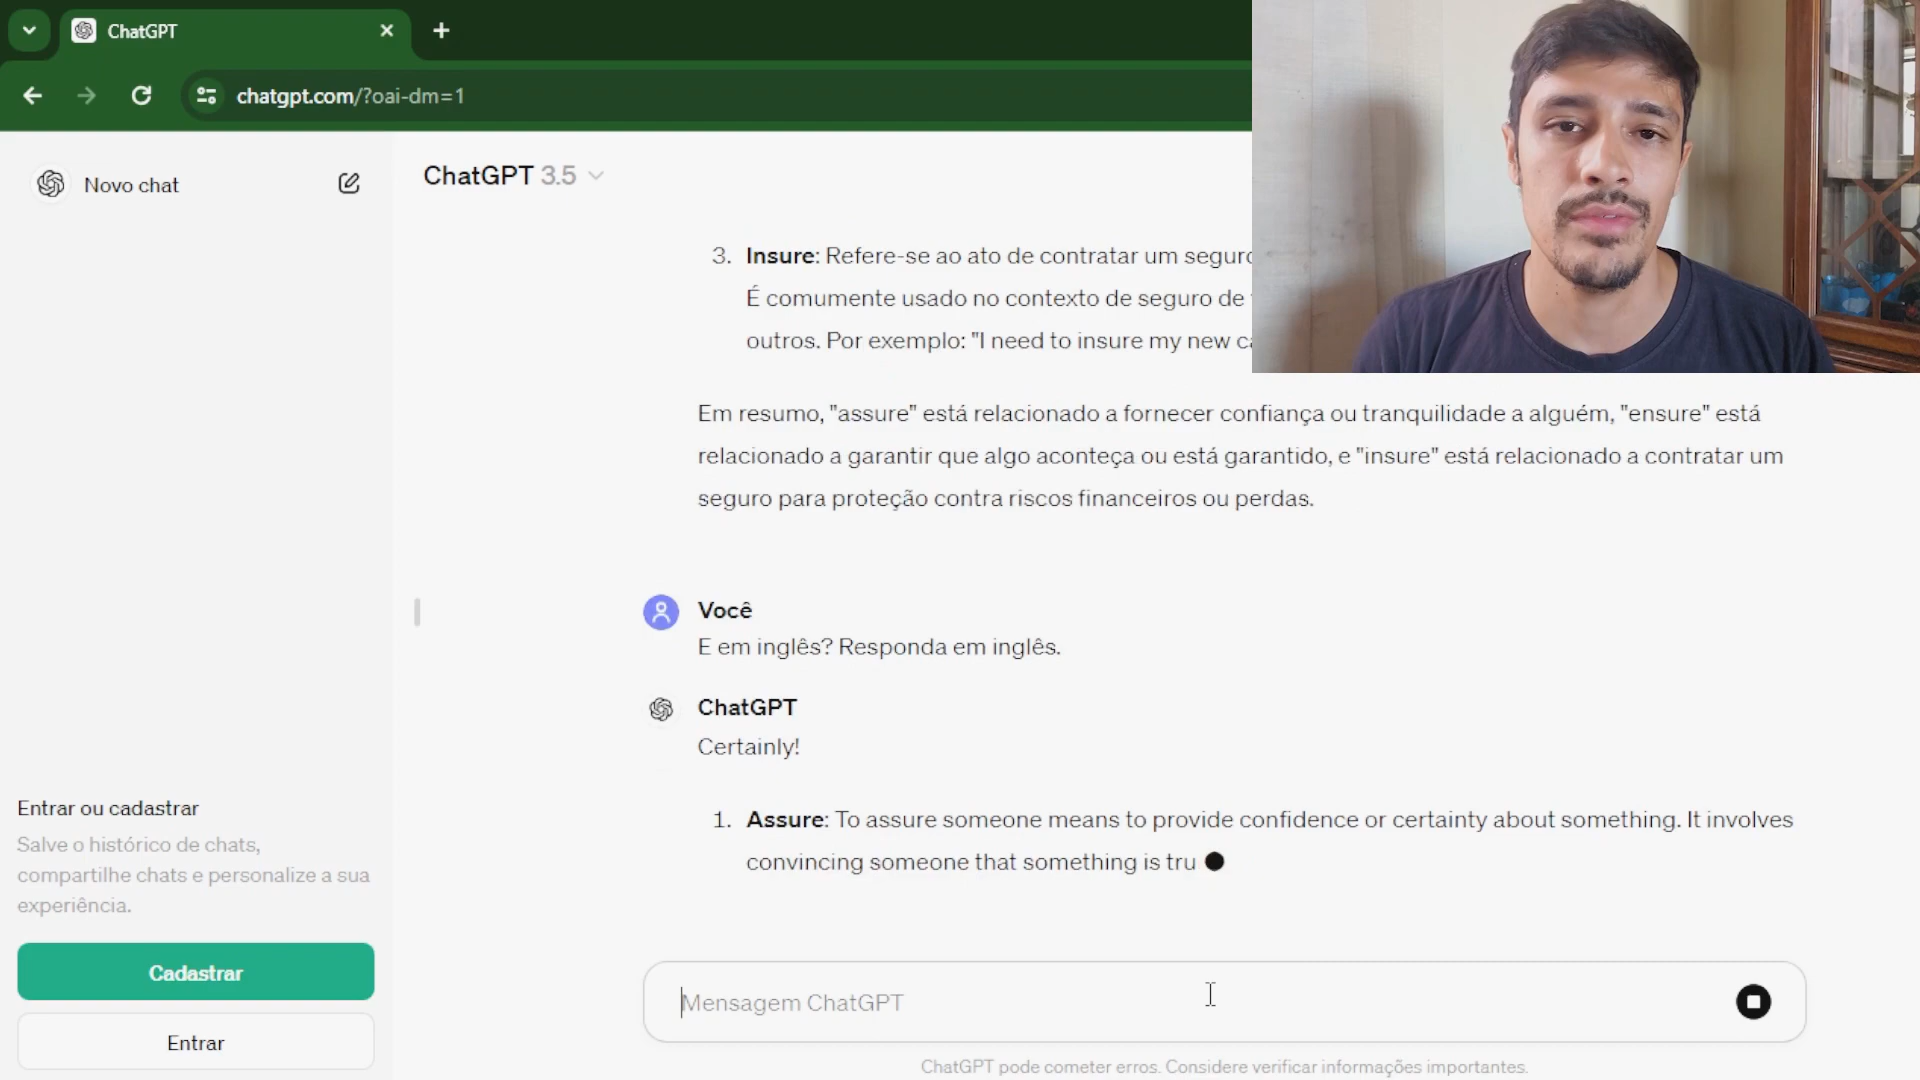 ChatGPT
chatgpt.com/?oai-dm=1
Novo chat
ChatGPT 3.5
3. Insure: Refere-se ao ato de contratar um seguro
É comumente usado no contexto de seguro de
outros. Por exemplo: "I need to insure my new
Em resumo, "assure" está relacionado a fornecer confiança ou tranquilidade a alguém, "ensure" está
relacionado a garantir que algo aconteça ou está garantido, e "insure" está relacionado a contratar um
seguro para proteção contra riscos financeiros ou perdas.
Você
E em inglês? Responda em inglês.
ChatGPT
Certainly!
1. Assure: To assure someone means to provide confidence or certainty about something. It involves
convincing someone that something is tru
Entrar ou cadastrar
Salve o histórico de chats,
compartilhe chats e personalize a sua
experiência.
Cadastrar
Entrar
Mensagem ChatGPT
ChatGPT pode cometer erros. Considere verificar informações importantes.